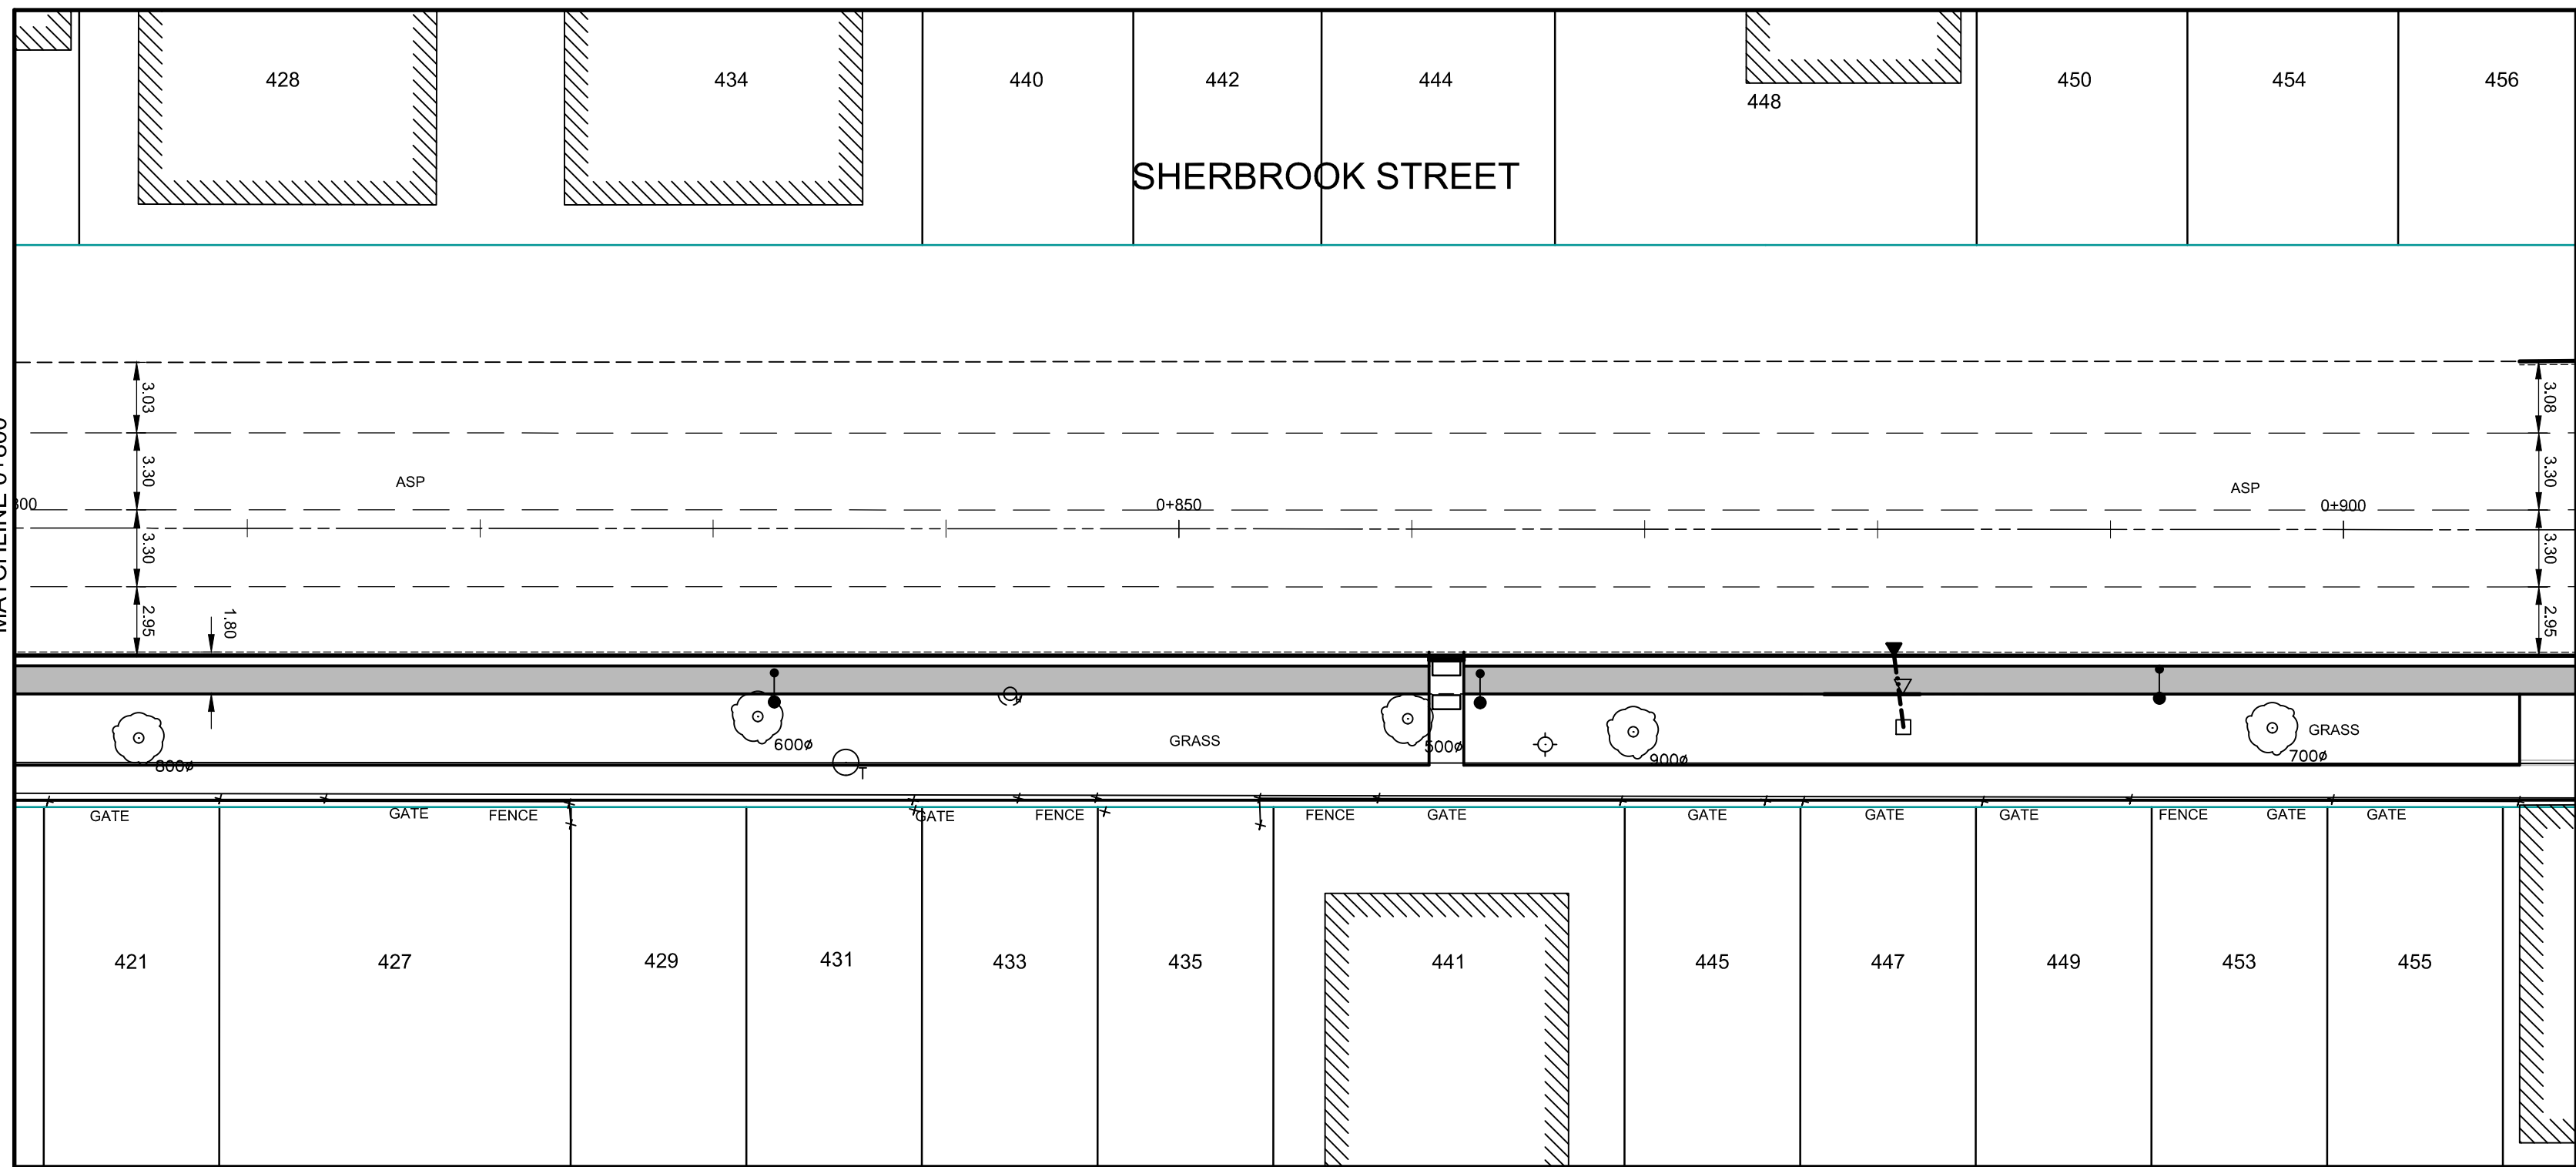 428 434 440 442 444 450 454 456
448
SHERBROOK STREET
3.03 3.08
3.30 ASP 3.30
ASP
0+850 0+900
3.30 3.30
1.80
2.95 2.95
GRASS
600ø 500ø GRASS
800ø T 900ø 700ø
GATE GATE FENCE GATE FENCE FENCE GATE GATE GATE GATE FENCE GATE GATE
421 427 429 431 433 435 441 445 447 449 453 455